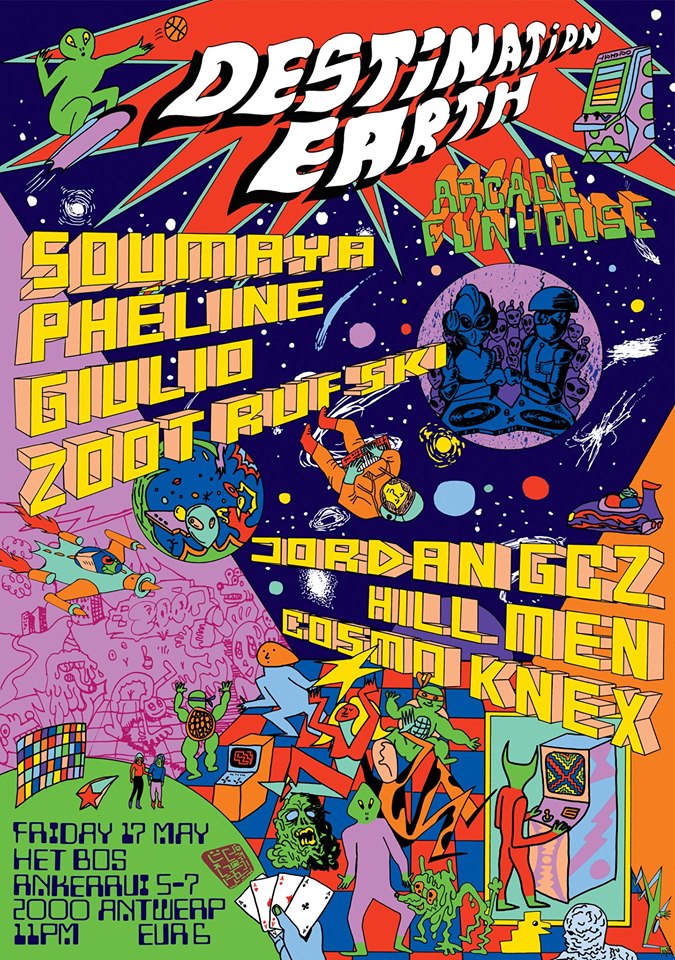 DESTINATION
EARTH
ARCADE
FUNHOUSE
SOUMAYA
PHÉLINE
GIULIO
ZOOT RUFSKI
JORDAN GCZ
HILL MEN
COSMO KNEX
FRIDAY 17 MAY
HET BOS
ANKERRUI 5-7
2000 ANTWERP
11PM EUR 6